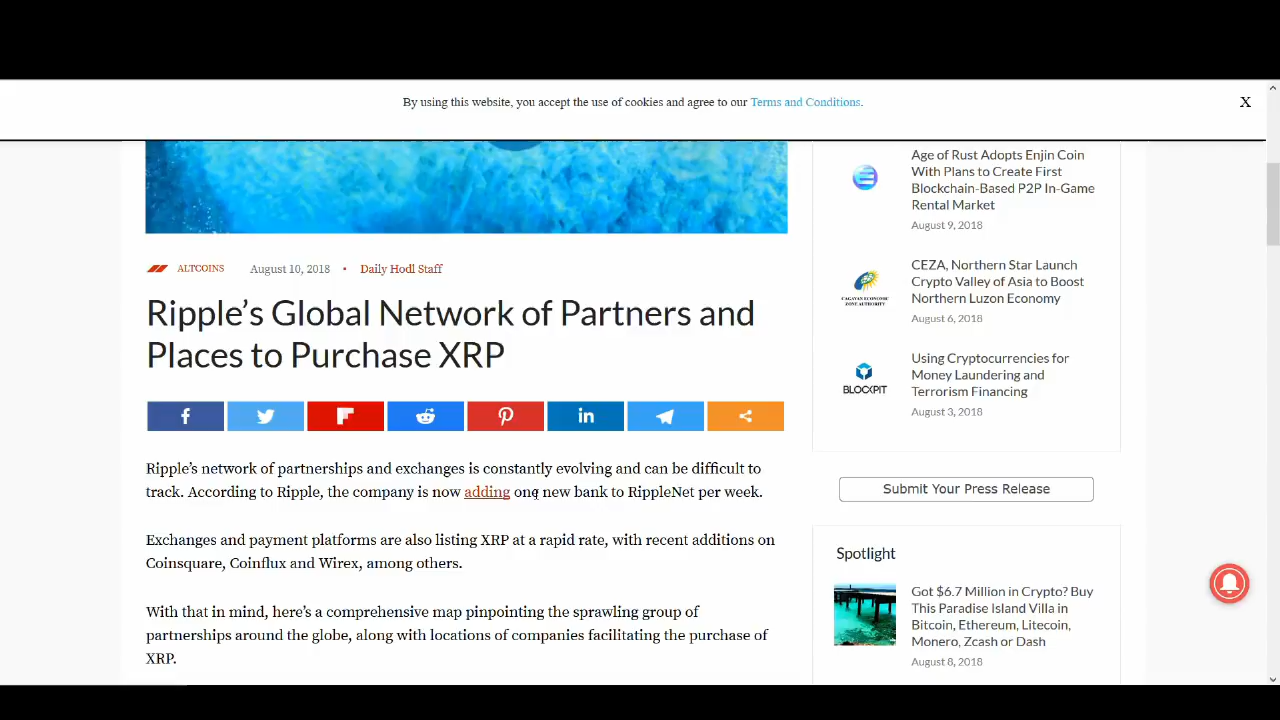 By using this website, you accept the use of cookies and agree to our Terms and Conditions.
X
ALTCOINS August 10, 2018 • Daily Hodl Staff
Ripple’s Global Network of Partners and
Places to Purchase XRP
Ripple’s network of partnerships and exchanges is constantly evolving and can be difficult to
track. According to Ripple, the company is now adding one new bank to RippleNet per week.
Exchanges and payment platforms are also listing XRP at a rapid rate, with recent additions on
Coinsquare, Coinflux and Wirex, among others.
With that in mind, here’s a comprehensive map pinpointing the sprawling group of
partnerships around the globe, along with locations of companies facilitating the purchase of
XRP.
Age of Rust Adopts Enjin Coin
With Plans to Create First
Blockchain-Based P2P In-Game
Rental Market
August 9, 2018
CAGAYAN ECONOMIC
ZONE AUTHORITY
CEZA, Northern Star Launch
Crypto Valley of Asia to Boost
Northern Luzon Economy
August 6, 2018
BLOCKPIT
Using Cryptocurrencies for
Money Laundering and
Terrorism Financing
August 3, 2018
Submit Your Press Release
Spotlight
Got $6.7 Million in Crypto? Buy
This Paradise Island Villa in
Bitcoin, Ethereum, Litecoin,
Monero, Zcash or Dash
August 8, 2018